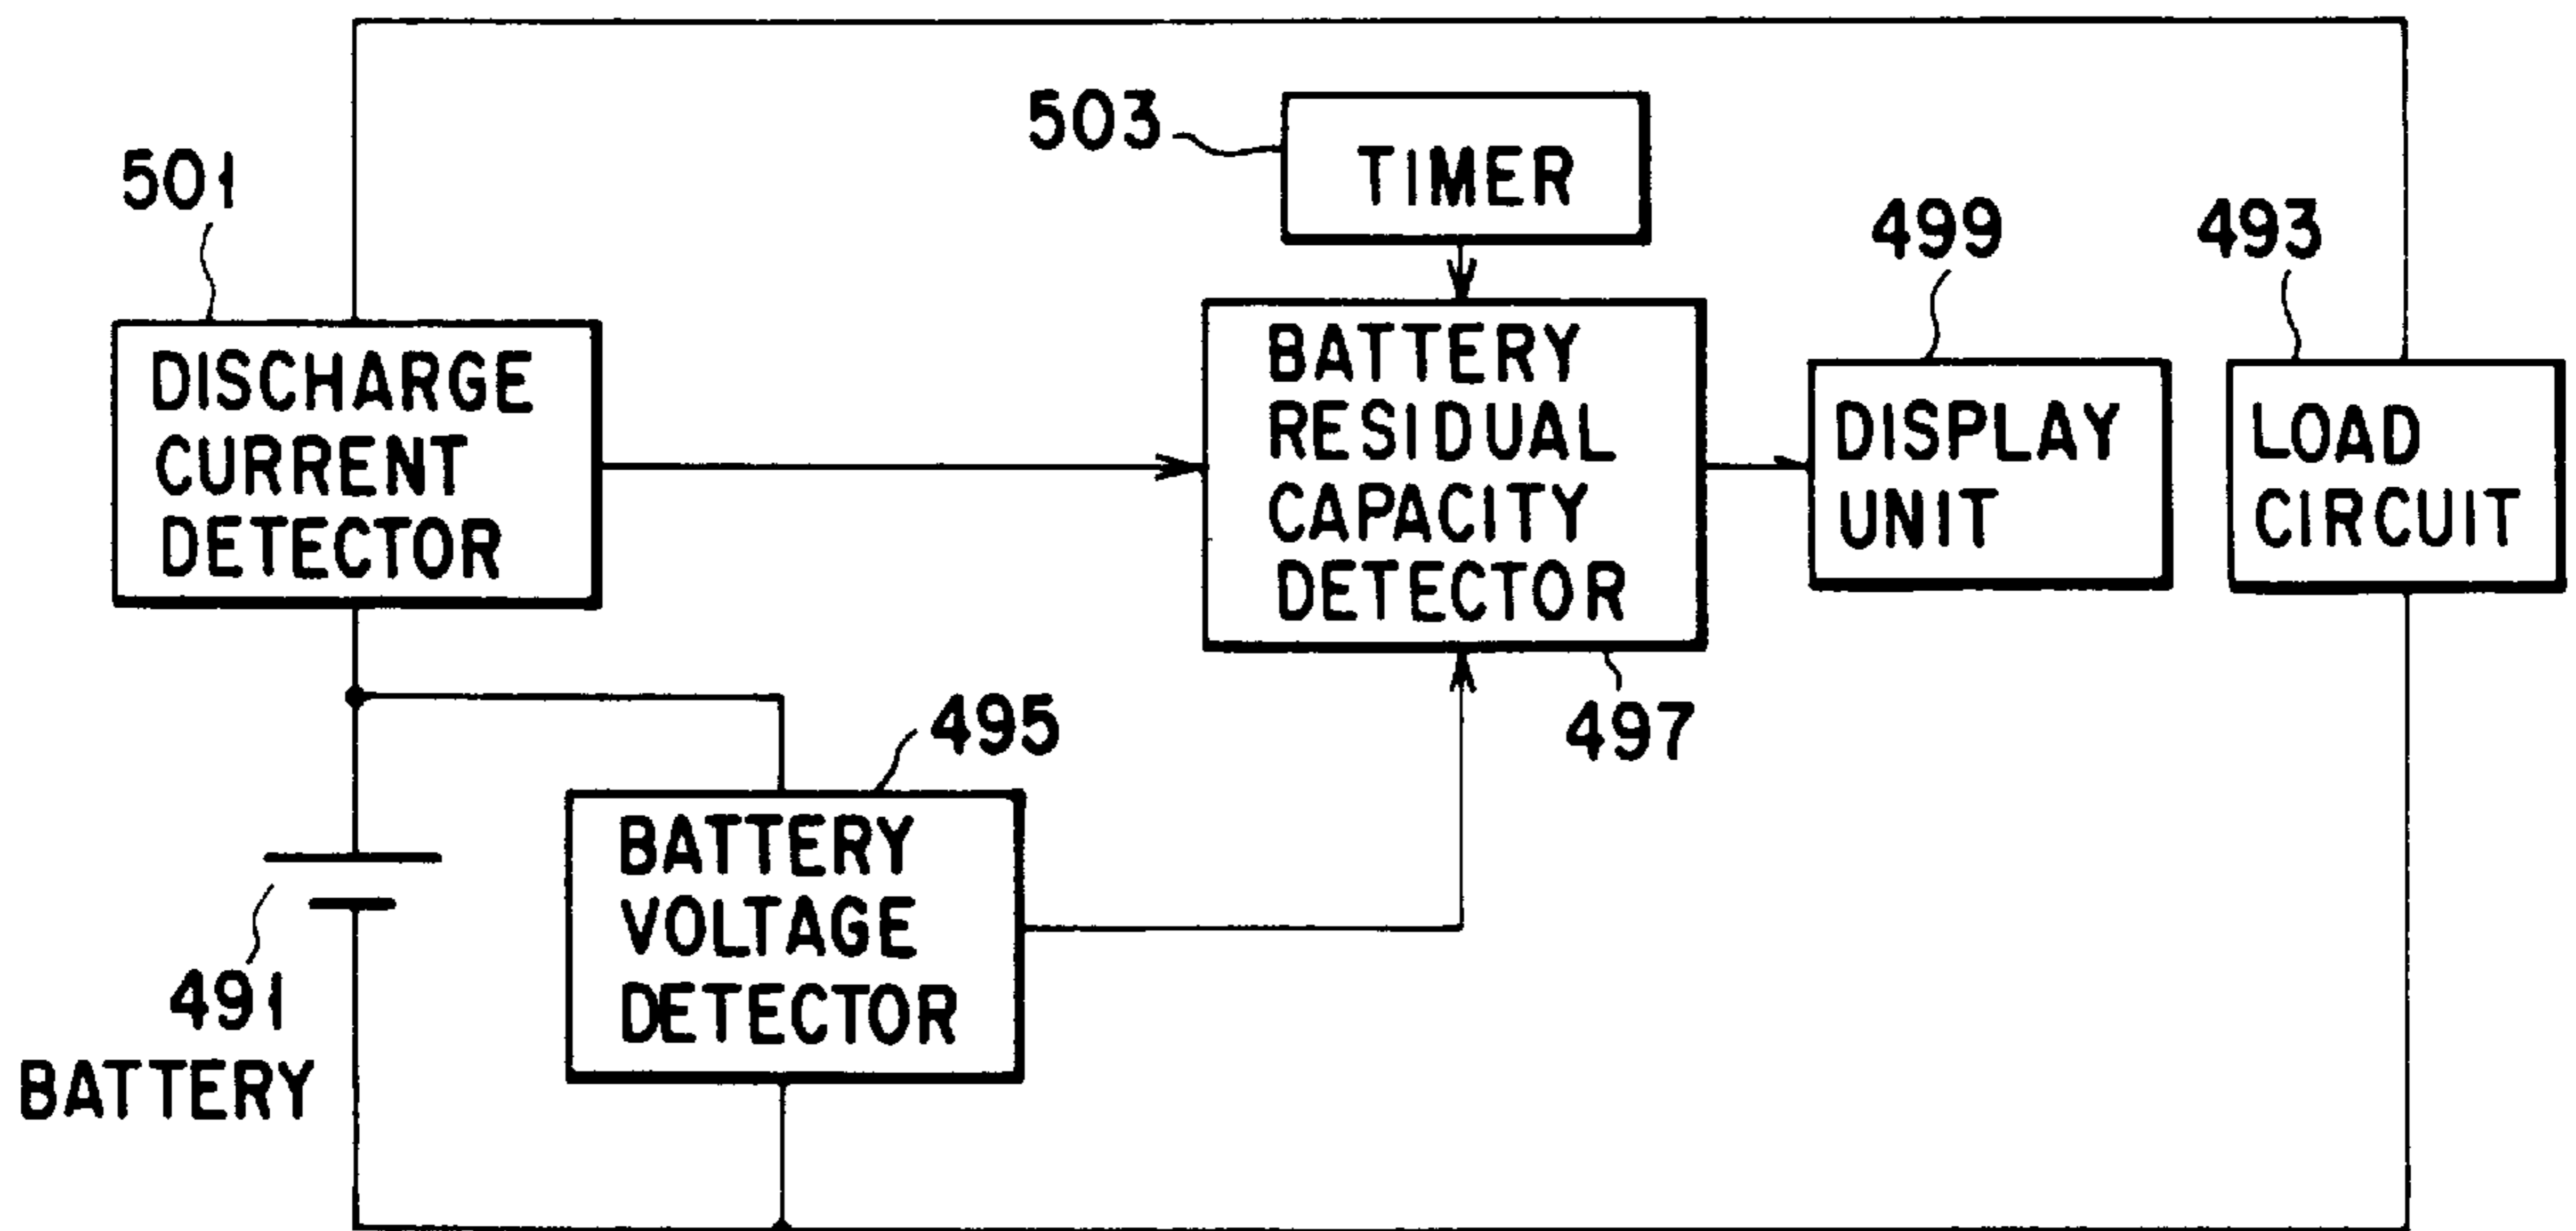 503
TIMER
501
499
493
DISCHARGE
CURRENT
DETECTOR
BATTERY
RESIDUAL
CAPACITY
DETECTOR
DISPLAY
UNIT
LOAD
CIRCUIT
497
495
BATTERY
VOLTAGE
DETECTOR
491
BATTERY